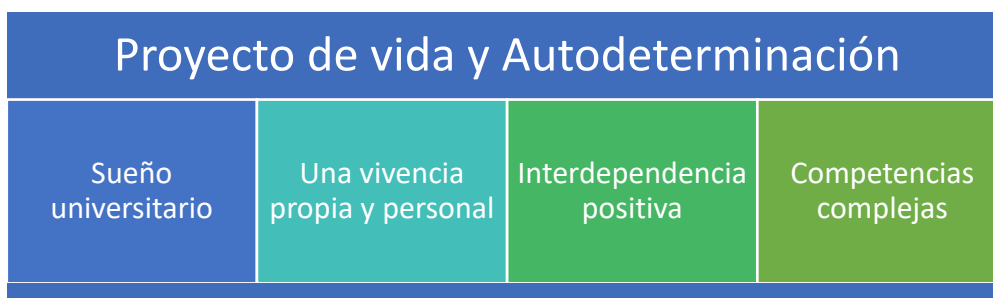 Proyecto de vida y Autodeterminación
Sueño
universitario
Una vivencia
propia y personal
Interdependencia
positiva
Competencias
complejas